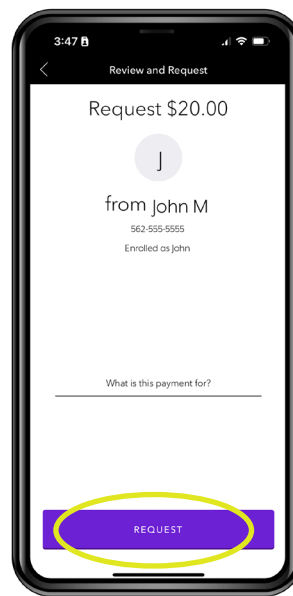 3:47
Review and Request
Request $20.00
J
from John M
562-555-5555
Enrolled as John
What is this payment for?
REQUEST